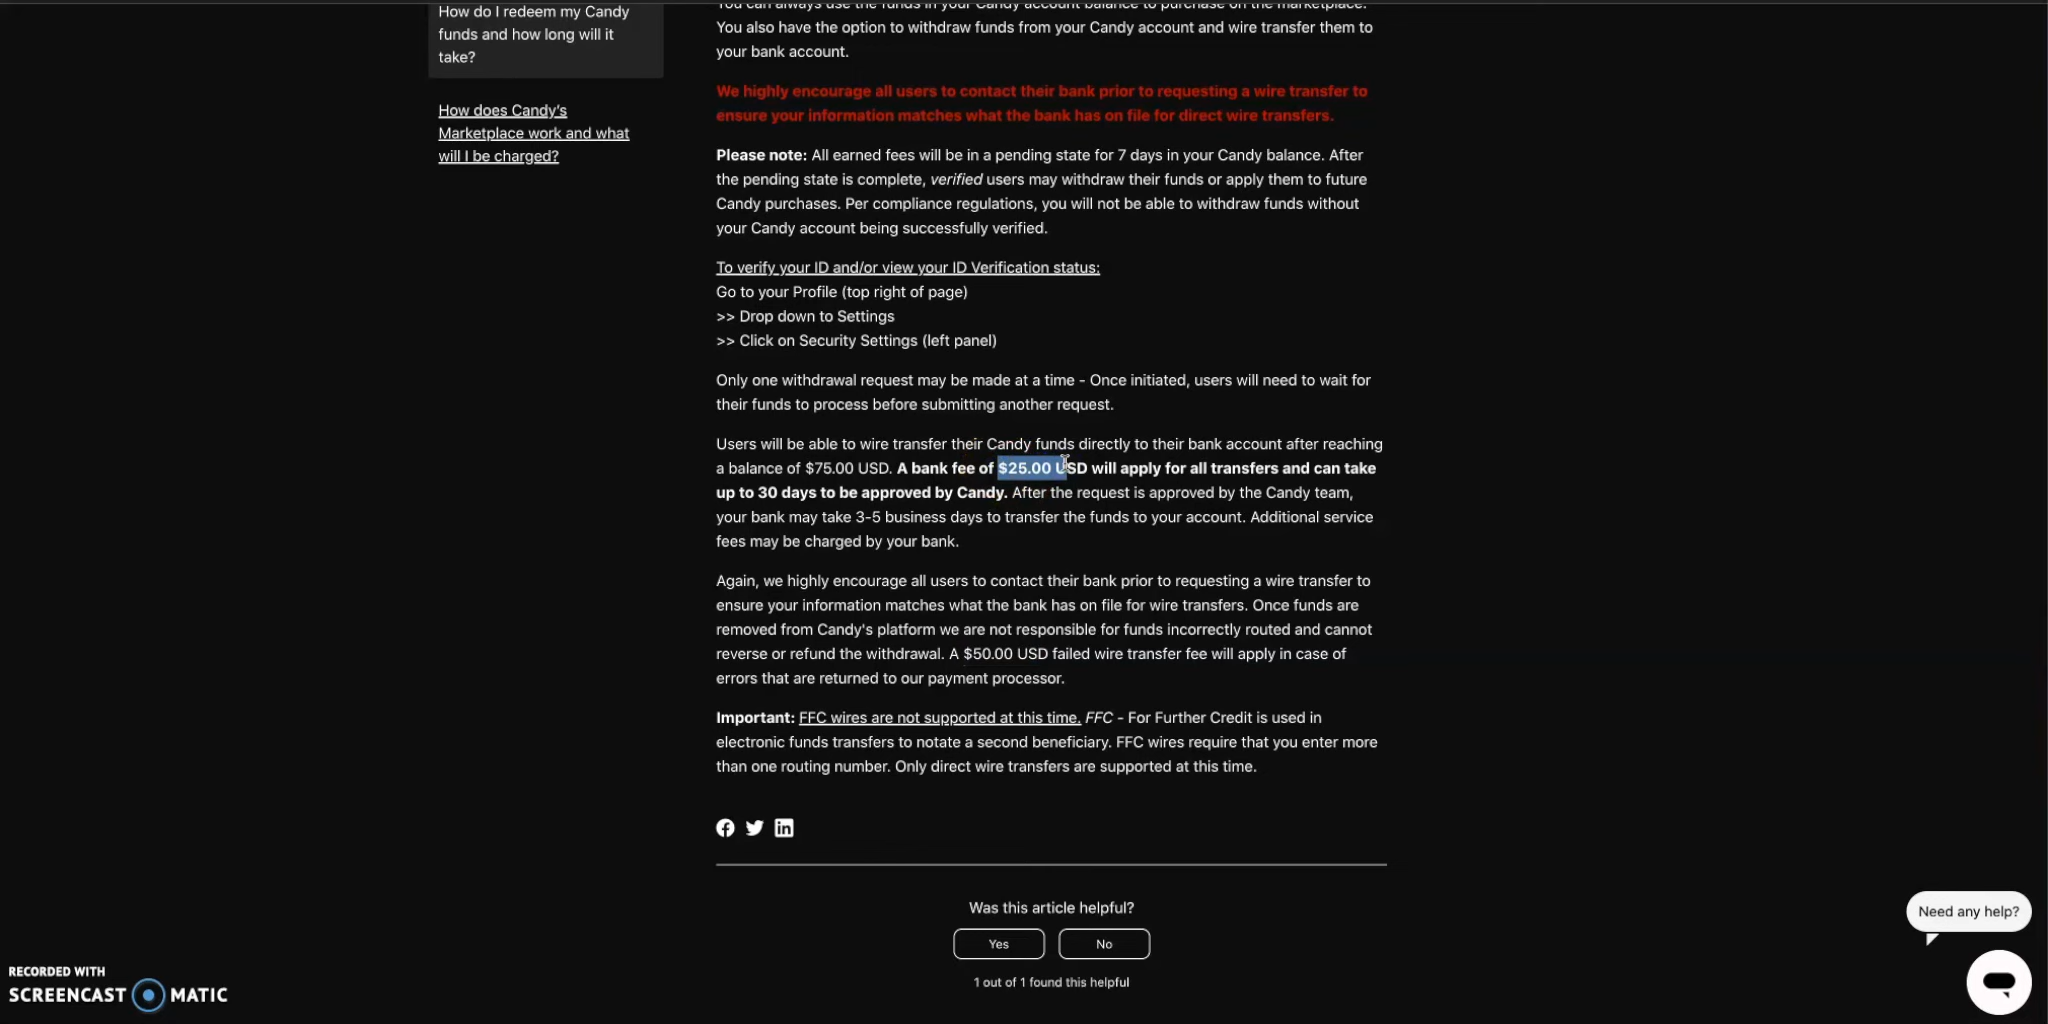 How do I redeem my Candy
funds and how long will it
take?
How does Candy's
Marketplace work and what
will I be charged?
You can always use the funds in your Candy account balance to purchase on the marketplace.
You also have the option to withdraw funds from your Candy account and wire transfer them to
your bank account.
We highly encourage all users to contact their bank prior to requesting a wire transfer to
ensure your information matches what the bank has on file for direct wire transfers.
Please note: All earned fees will be in a pending state for 7 days in your Candy balance. After
the pending state is complete, verified users may withdraw their funds or apply them to future
Candy purchases. Per compliance regulations, you will not be able to withdraw funds without
your Candy account being successfully verified.
To verify your ID and/or view your ID Verification status:
Go to your Profile (top right of page)
>> Drop down to Settings
>> Click on Security Settings (left panel)
Only one withdrawal request may be made at a time - Once initiated, users will need to wait for
their funds to process before submitting another request.
Users will be able to wire transfer their Candy funds directly to their bank account after reaching
a balance of $75.00 USD. A bank fee of $25.00 USD will apply for all transfers and can take
up to 30 days to be approved by Candy. After the request is approved by the Candy team,
your bank may take 3-5 business days to transfer the funds to your account. Additional service
fees may be charged by your bank.
Again, we highly encourage all users to contact their bank prior to requesting a wire transfer to
ensure your information matches what the bank has on file for wire transfers. Once funds are
removed from Candy's platform we are not responsible for funds incorrectly routed and cannot
reverse or refund the withdrawal. A $50.00 USD failed wire transfer fee will apply in case of
errors that are returned to our payment processor.
Important: FFC wires are not supported at this time. FFC - For Further Credit is used in
electronic funds transfers to notate a second beneficiary. FFC wires require that you enter more
than one routing number. Only direct wire transfers are supported at this time.
Was this article helpful?
Yes
No
1 out of 1 found this helpful
Need any help?
RECORDED WITH
SCREENCAST MATIC